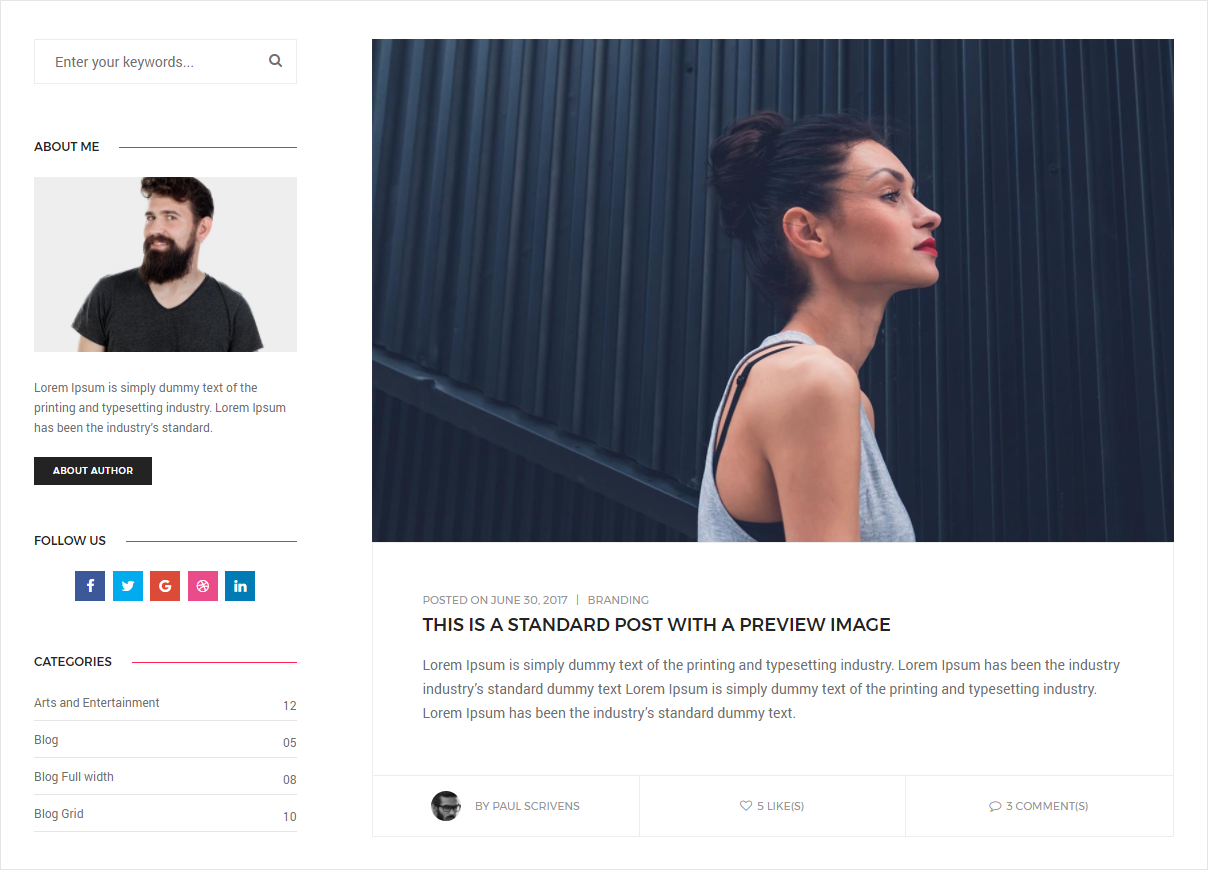 Enter your keywords...
ABOUT ME
Lorem Ipsum is simply dummy text of the
printing and typesetting industry. Lorem Ipsum
has been the industry’s standard.
ABOUT AUTHOR
FOLLOW US
f
G
in
CATEGORIES
Arts and Entertainment 12
Blog 05
Blog Full width 08
Blog Grid 10
POSTED ON JUNE 30, 2017 | BRANDING
THIS IS A STANDARD POST WITH A PREVIEW IMAGE
Lorem Ipsum is simply dummy text of the printing and typesetting industry. Lorem Ipsum has been the industry
industry’s standard dummy text Lorem Ipsum is simply dummy text of the printing and typesetting industry.
Lorem Ipsum has been the industry’s standard dummy text.
BY PAUL SCRIVENS
5 LIKE(S)
3 COMMENT(S)